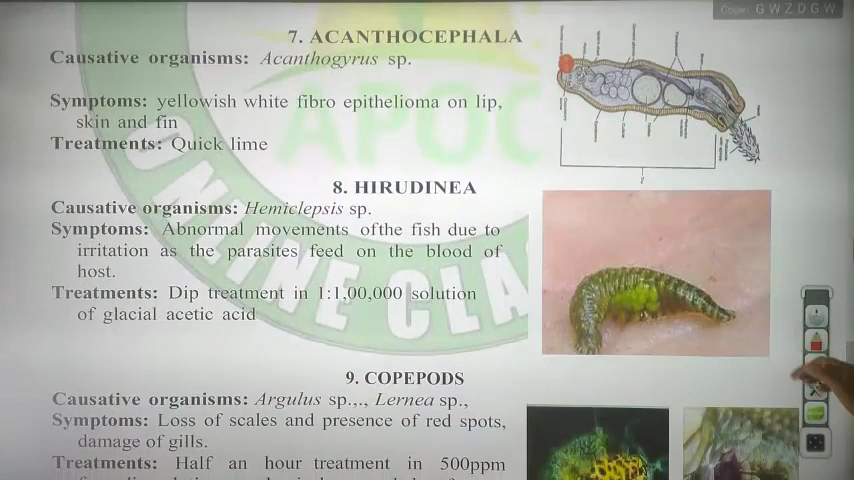 Code: G W Z D G W
7. ACANTHOCEPHALA
Causative organisms: Acanthogyrus sp.
Symptoms: yellowish white fibro epithelioma on lip,
skin and fin
Treatments: Quick lime
8. HIRUDINEA
Causative organisms: Hemiclepsis sp.
Symptoms: Abnormal movements ofthe fish due to
irritation as the parasites feed on the blood of
host.
Treatments: Dip treatment in 1:1,00,000 solution
of glacial acetic acid
9. COPEPODS
Causative organisms: Argulus sp.,., Lernea sp.,
Symptoms: Loss of scales and presence of red spots,
damage of gills.
Treatments: Half an hour treatment in 500ppm
APOC
ONLINE CLA